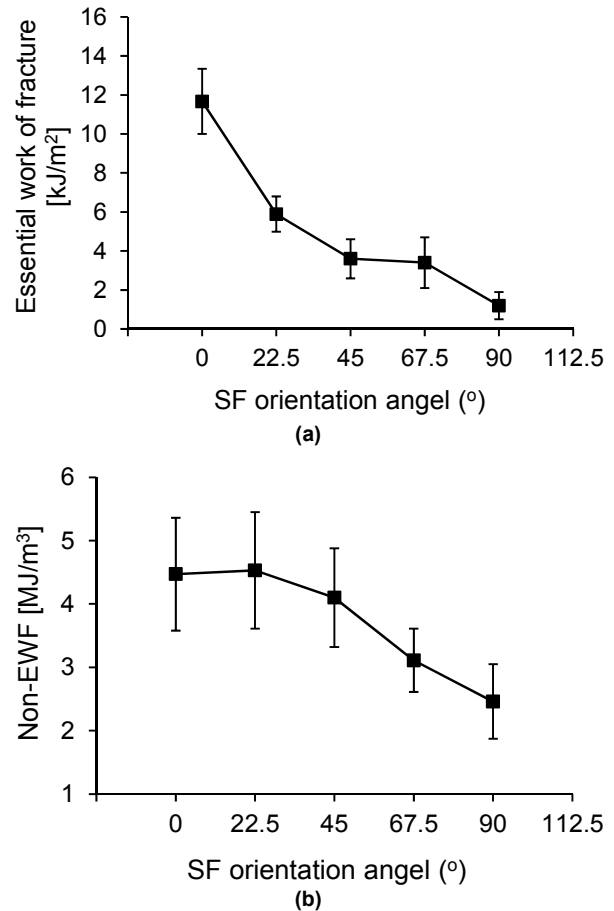 Essential work of fracture
[kJ/m²]
16
14
12
10
8
6
4
2
0
0 22.5 45 67.5 90 112.5
SF orientation angel (º)
(a)
Non-EWF [MJ/m³]
6
5
4
3
2
1
0 22.5 45 67.5 90 112.5
SF orientation angel (º)
(b)